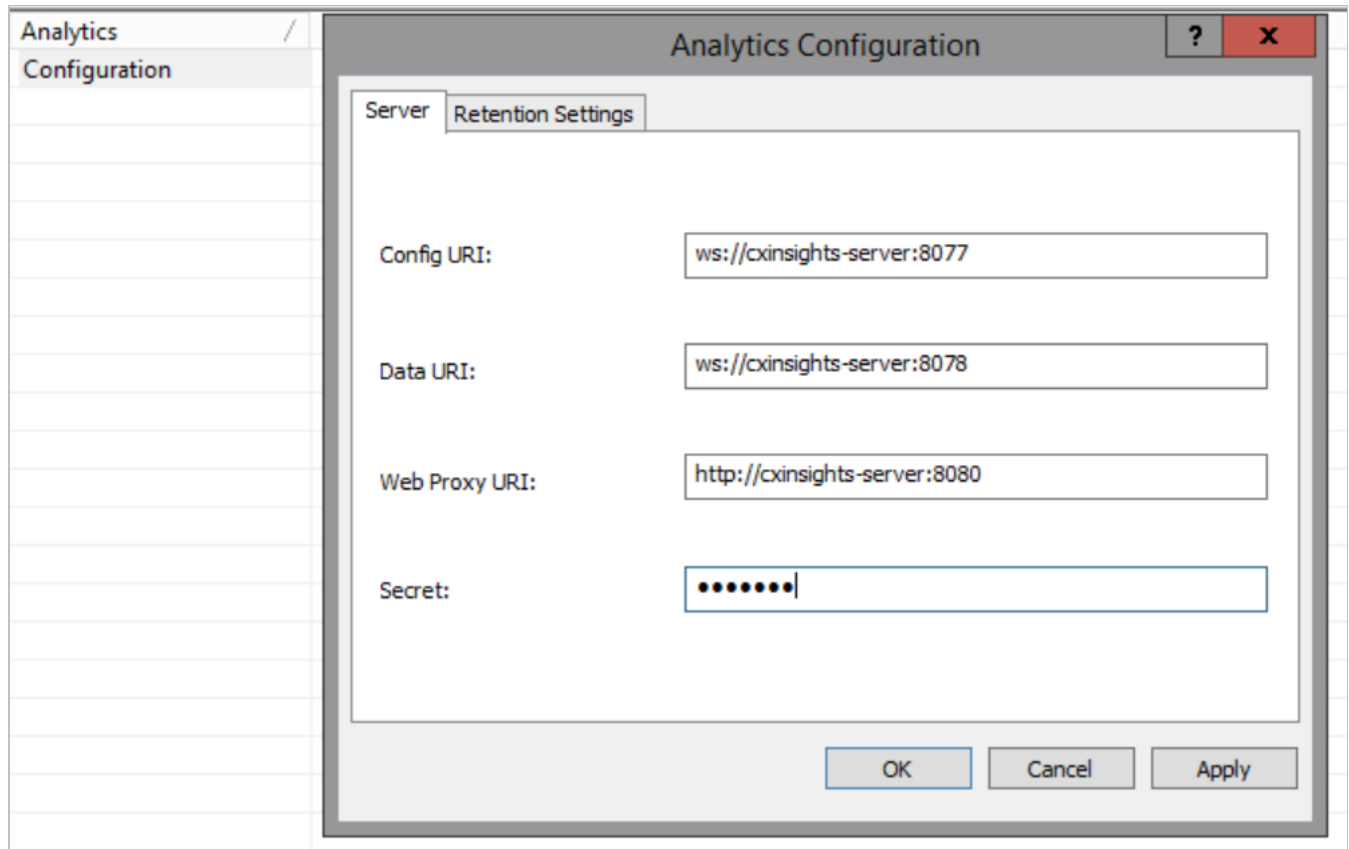 Analytics /
Configuration
Analytics Configuration ? x
Server Retention Settings
Config URI: ws://cxinsights-server:8077
Data URI: ws://cxinsights-server:8078
Web Proxy URI: http://cxinsights-server:8080
Secret: •••••••
OK Cancel Apply